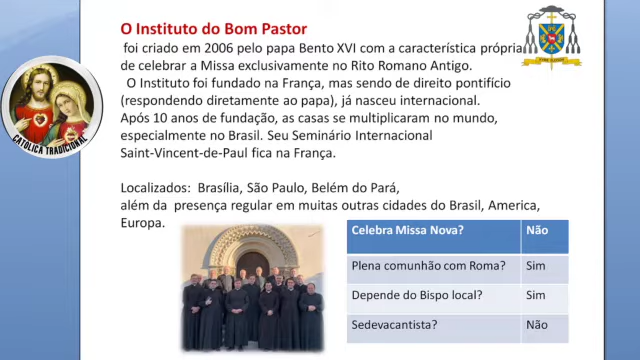 O Instituto do Bom Pastor
foi criado em 2006 pelo papa Bento XVI com a característica própria
de celebrar a Missa exclusivamente no Rito Romano Antigo.
O Instituto foi fundado na França, mas sendo de direito pontifício
(respondendo diretamente ao papa), já nasceu internacional.
Após 10 anos de fundação, as casas se multiplicaram no mundo,
especialmente no Brasil. Seu Seminário Internacional
Saint-Vincent-de-Paul fica na França.
CATÓLICA TRADICIONAL
Localizados: Brasília, São Paulo, Belém do Pará,
além da presença regular em muitas outras cidades do Brasil, America,
Europa.
Celebra Missa Nova? Não
Plena comunhão com Roma? Sim
Depende do Bispo local? Sim
Sedevacantista? Não